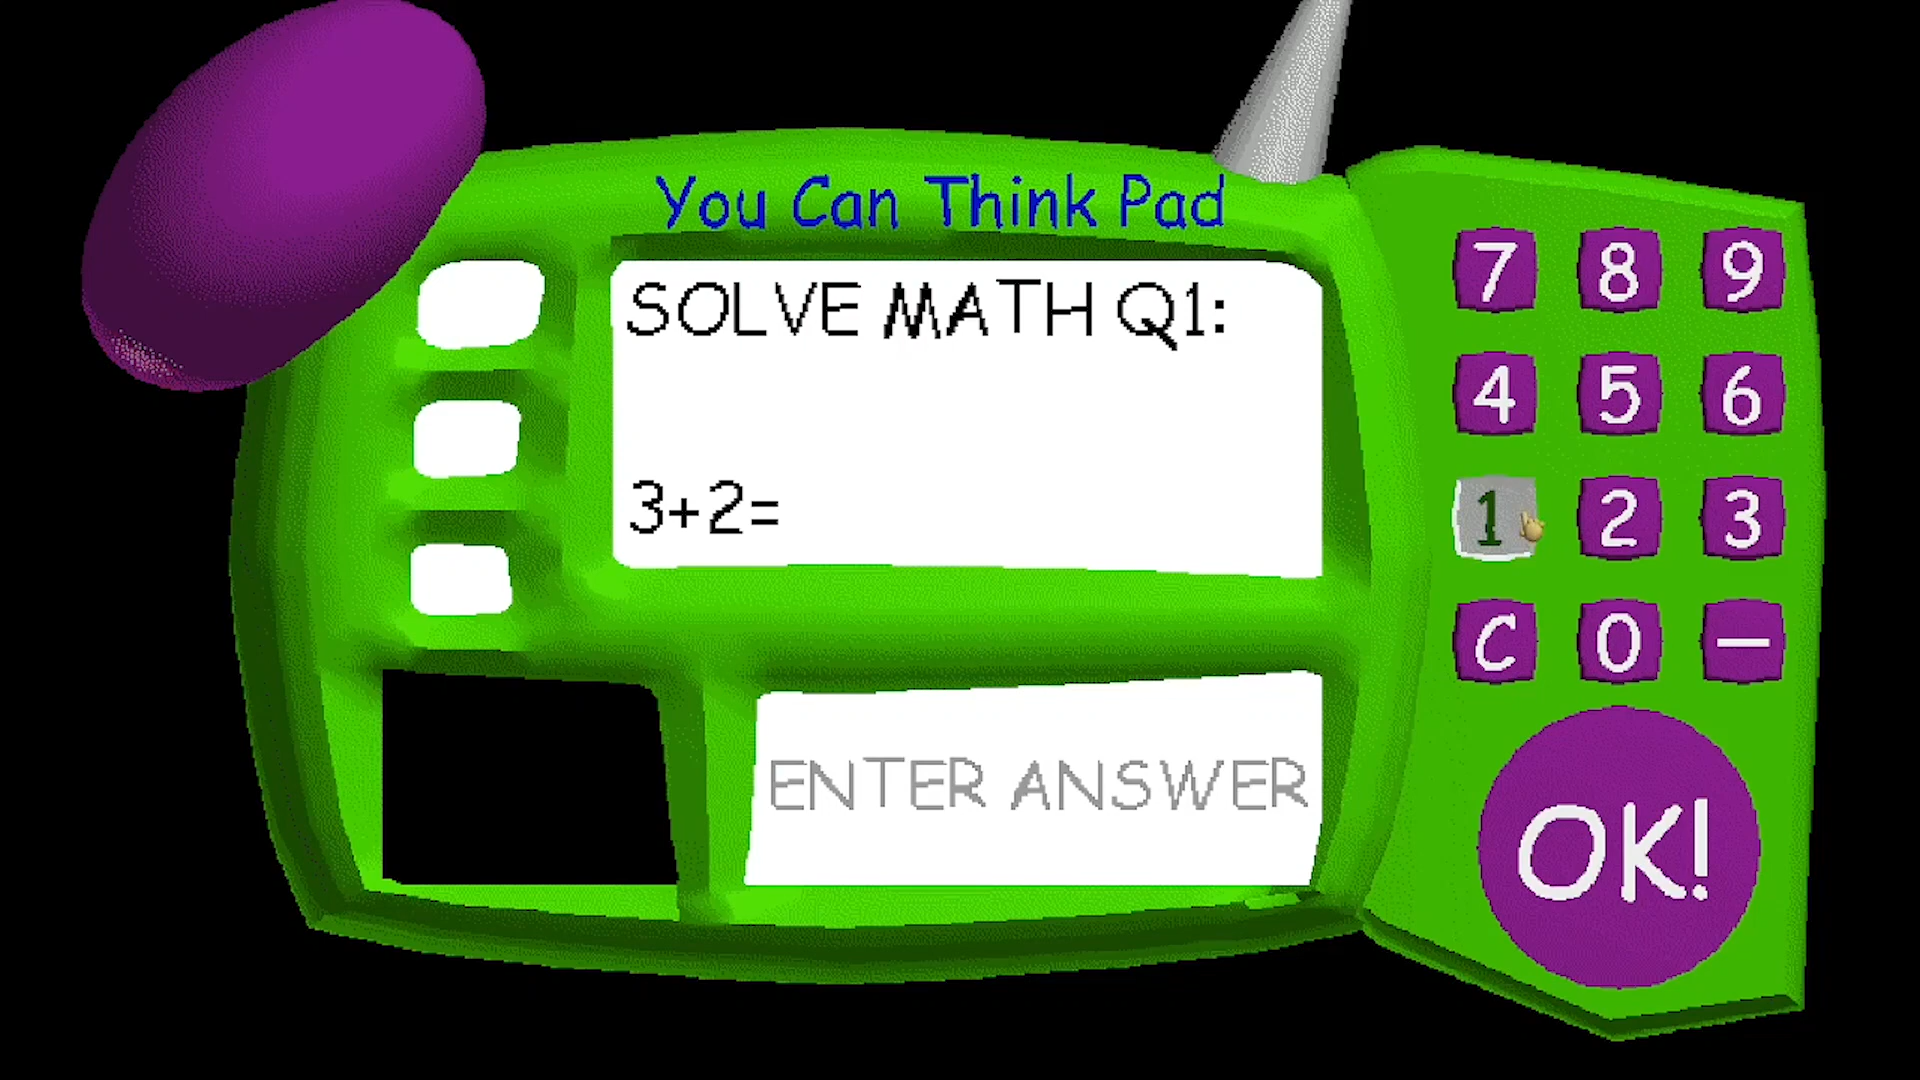 You Can Think Pad
SOLVE MATH Q1:
3+2=
ENTER ANSWER
7 8 9
4 5 6
1 2 3
C 0 —
OK!